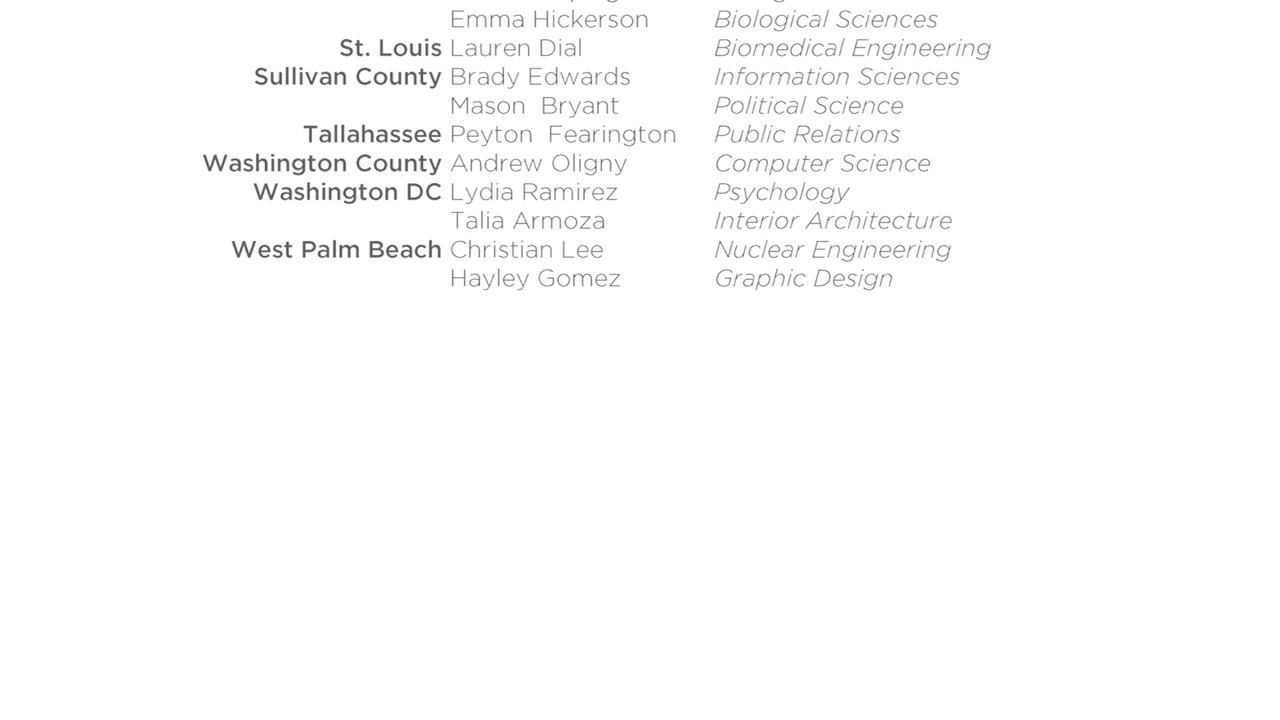 Emma Hickerson Biological Sciences
St. Louis Lauren Dial Biomedical Engineering
Sullivan County Brady Edwards Information Sciences
Mason Bryant Political Science
Tallahassee Peyton Fearington Public Relations
Washington County Andrew Oligny Computer Science
Washington DC Lydia Ramirez Psychology
Talia Armoza Interior Architecture
West Palm Beach Christian Lee Nuclear Engineering
Hayley Gomez Graphic Design